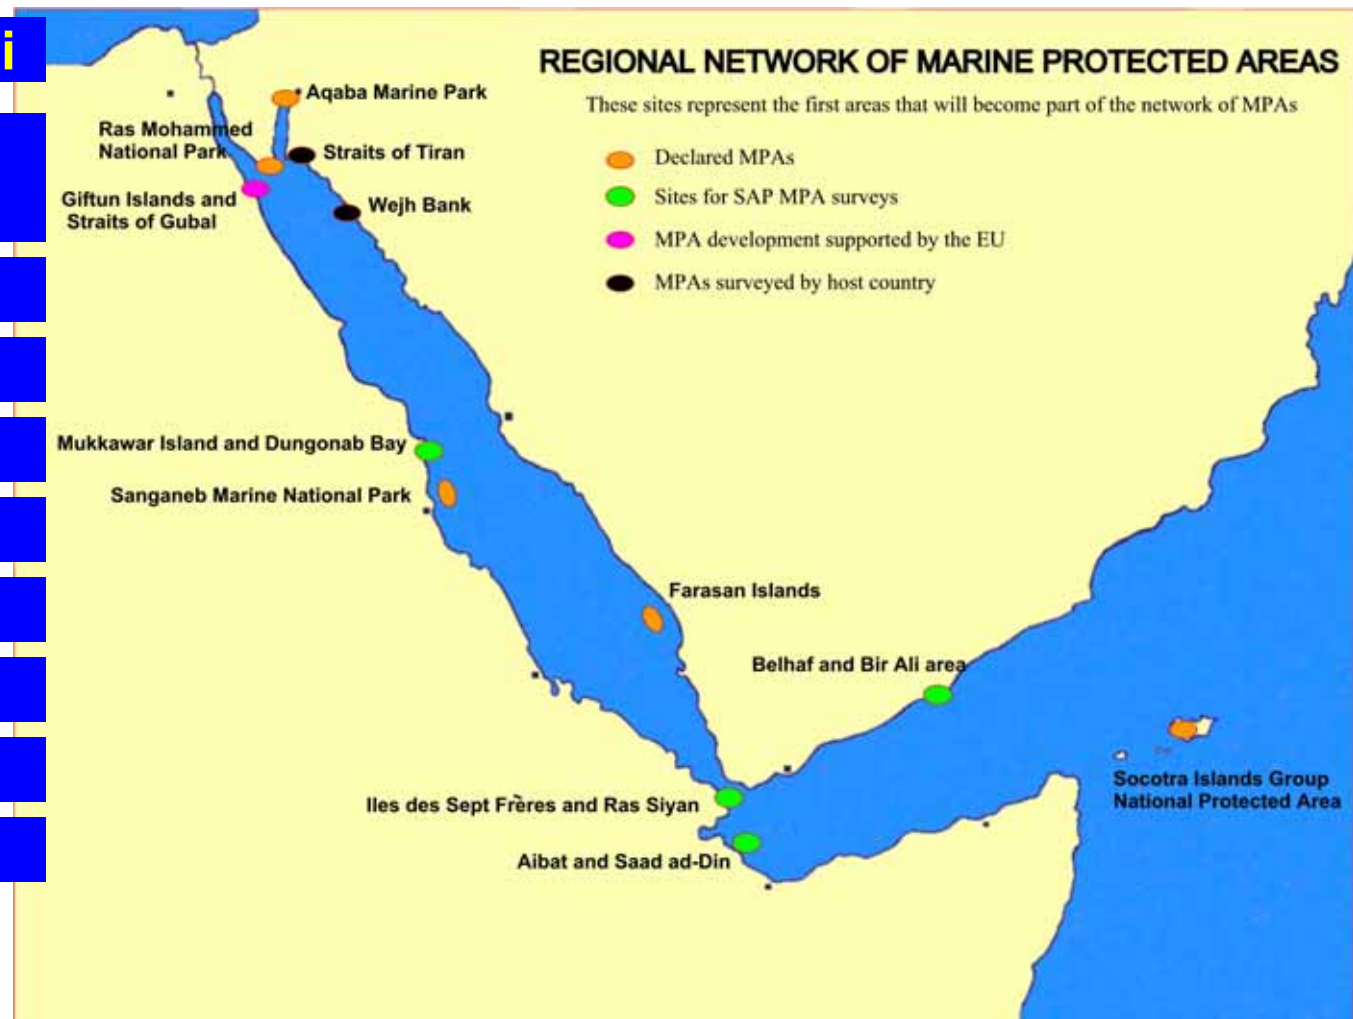 i
REGIONAL NETWORK OF MARINE PROTECTED AREAS
These sites represent the first areas that will become part of the network of MPAs
Declared MPAs
Sites for SAP MPA surveys
MPA development supported by the EU
MPAs surveyed by host country
Aqaba Marine Park
Ras Mohammed
National Park
Straits of Tiran
Giftun Islands and
Straits of Gubal
Wejh Bank
Mukkawar Island and Dungonab Bay
Sanganeb Marine National Park
Farasan Islands
Belhaf and Bir Ali area
Socotra Islands Group
National Protected Area
Iles des Sept Frères and Ras Siyan
Aibat and Saad ad-Din